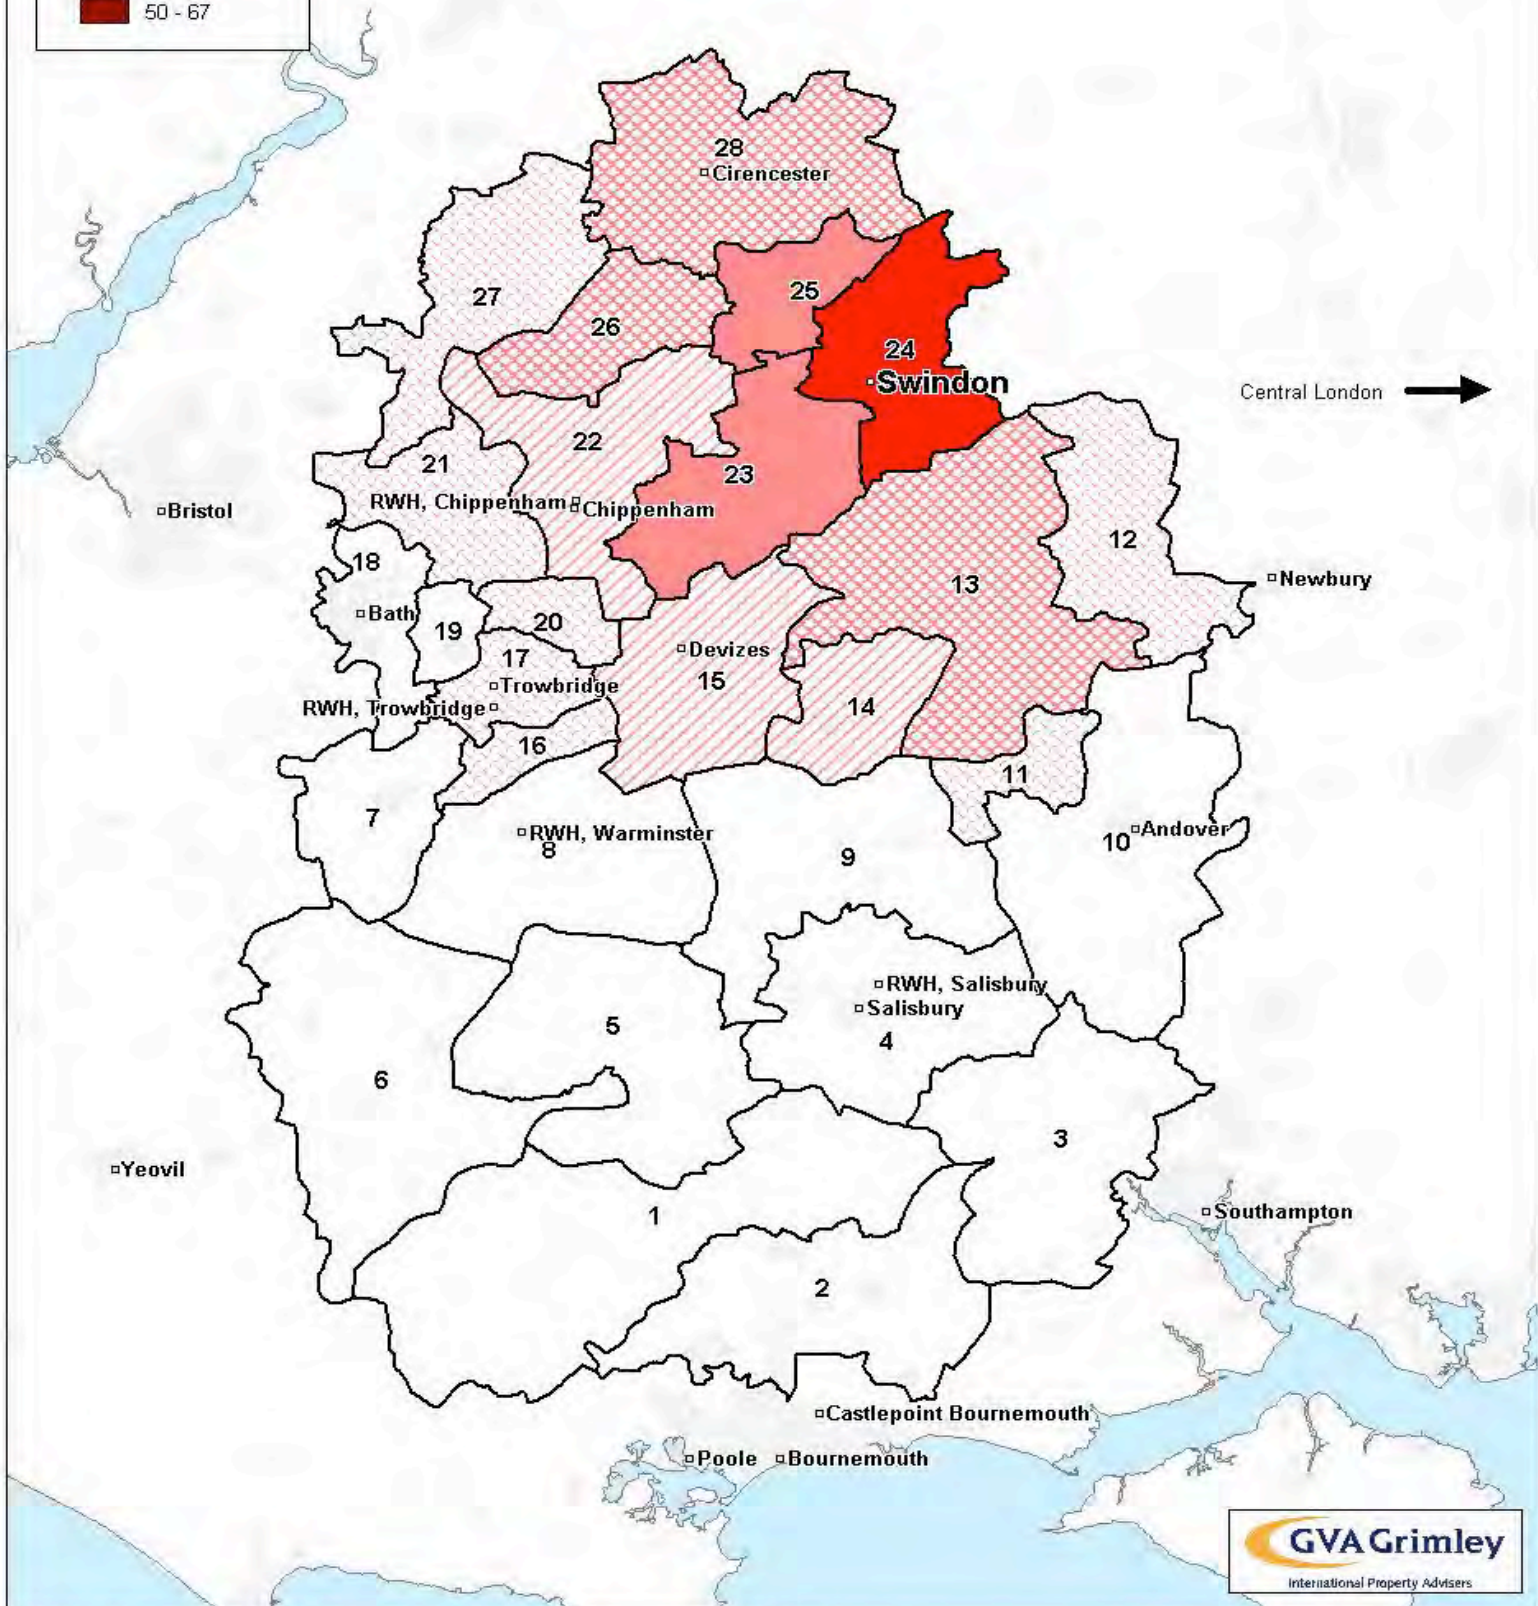 50 - 67
28
Cirencester
27
25
26
24
Swindon
Central London
22
21
23
RWH, Chippenham
Chippenham
Bristol
12
18
13
Newbury
Bath
19
20
17
Devizes
Trowbridge
15
RWH, Trowbridge
14
16
11
7
RWH, Warminster
8
9
10
Andover
RWH, Salisbury
Salisbury
4
5
6
3
Yeovil
1
Southampton
2
Castlepoint Bournemouth
Poole
Bournemouth
GVA Grimley
International Property Advisers